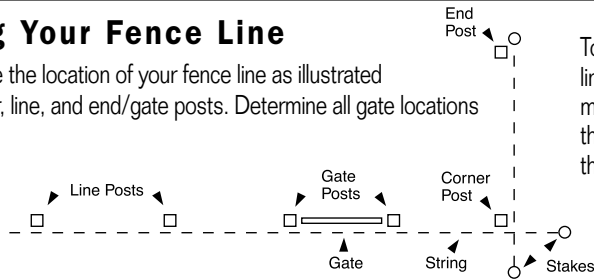 Your Fence Line
the location of your fence line as illustrated
line, and end/gate posts. Determine all gate locations
End
Post
Line Posts
Gate
Posts
Corner
Post
Gate
String
Stakes